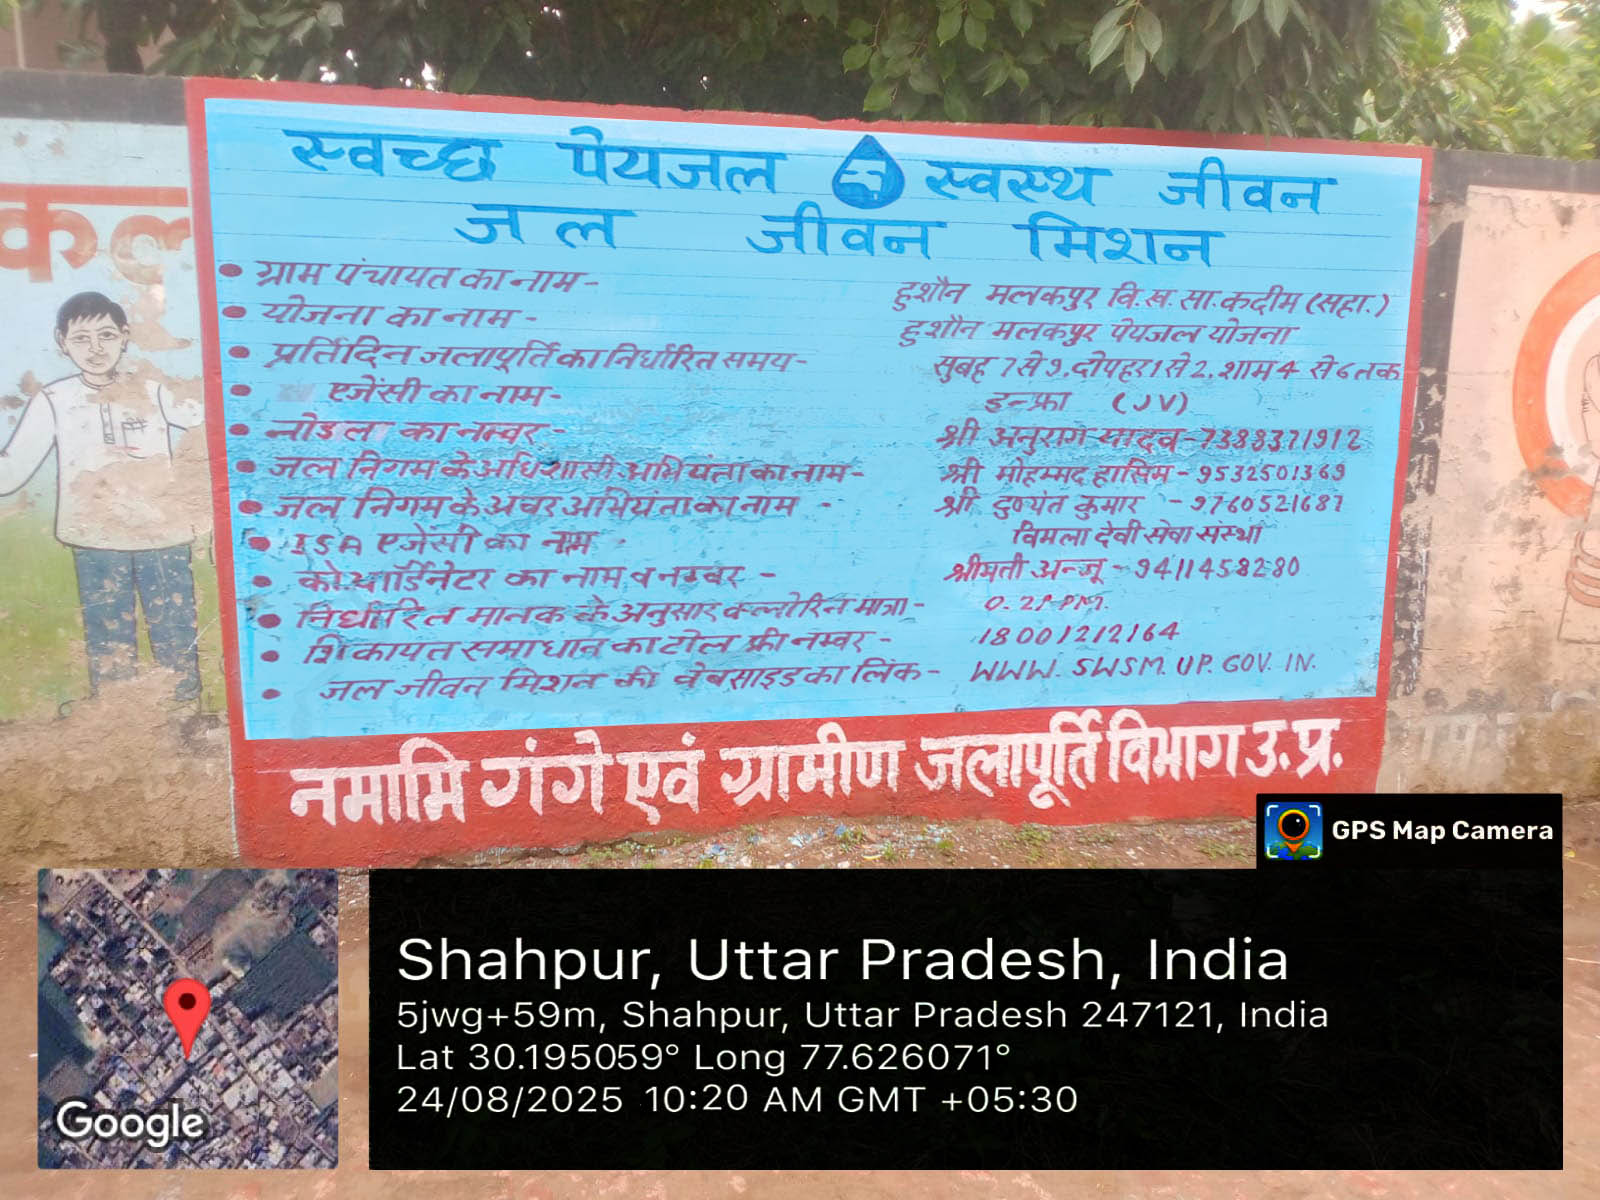 स्वच्छ पेयजल स्वस्थ जीवन
जल जीवन मिशन
• ग्राम पंचायत का नाम - हुशैन मलकपुर वि.ख. सा.कदीम (सहा.)
• योजना का नाम - हुशैन मलकपुर पेयजल योजना
• प्रतिदिन जलापूर्ति का निर्धारित समय- सुबह 7 से 9, दोपहर 1 से 2, शाम 4 से 6 तक
• एजेंसी का नाम- इन्फ्रा (JV)
• नोडल का नम्बर- श्री अनुराग यादव-7388371912
• जल निगम के अधिशासी अभियंता का नाम- श्री मोहम्मद हासिम-9532501369
• जल निगम के अवर अभियंता का नाम - श्री दुष्यंत कुमार -9760521687
• ISA एजेंसी का नाम विमला देवी सेवा संस्था
• कोआर्डिनेटर का नाम व नम्बर - श्रीमती अन्जू-9411458280
• निर्धारित मानक के अनुसार क्लोरिन मात्रा- 0.2PPM.
• शिकायत समाधान का टोल फ्री नम्बर - 18001212164
• जल जीवन मिशन की वेबसाइड का लिंक- WWW.SWSM.UP.GOV.IN.
नमामि गंगे एवं ग्रामीण जलापूर्ति विभाग उ.प्र.
कल
GPS Map Camera
Shahpur, Uttar Pradesh, India
5jwg+59m, Shahpur, Uttar Pradesh 247121, India
Lat 30.195059° Long 77.626071°
24/08/2025 10:20 AM GMT +05:30
Google